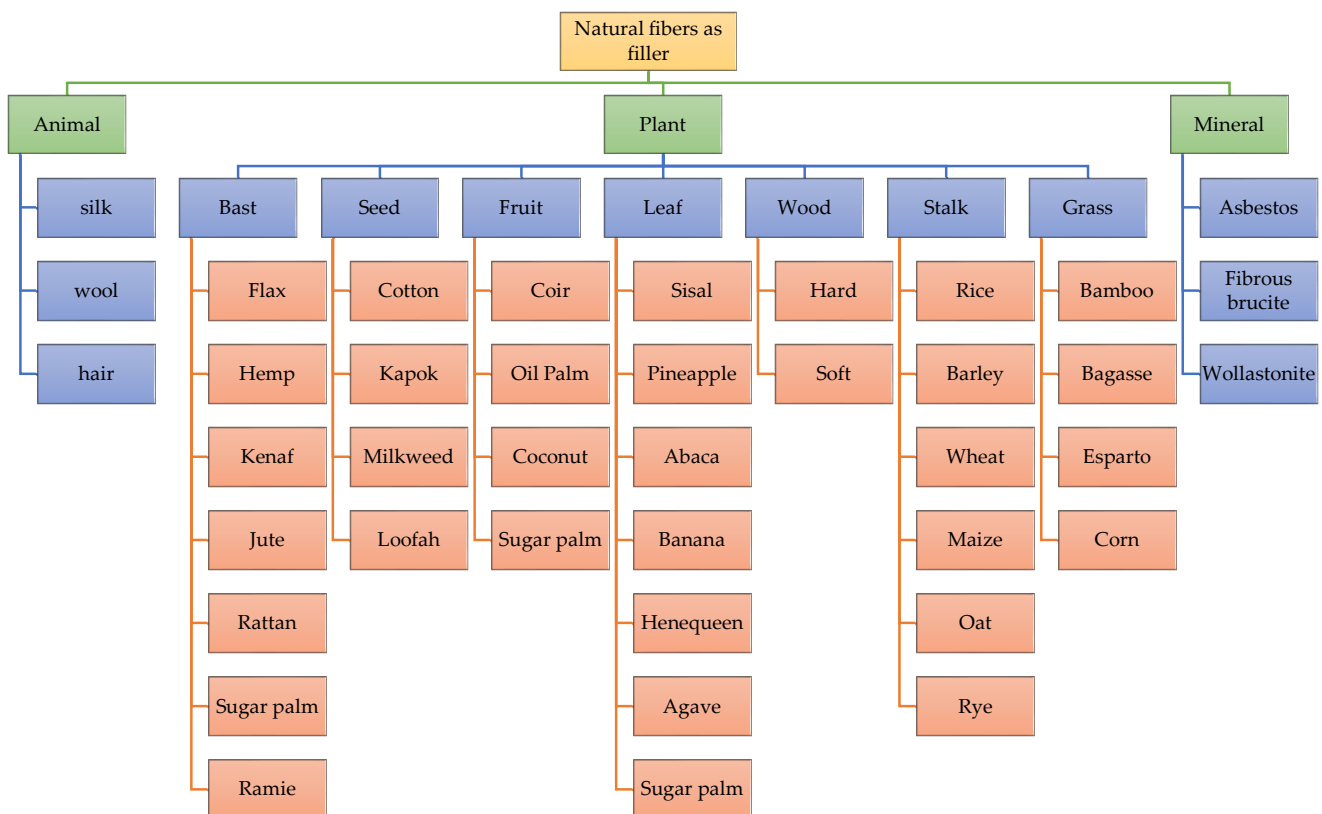 Natural fibers as
filler
Animal
Plant
Mineral
silk
Bast
Seed
Fruit
Leaf
Wood
Stalk
Grass
Asbestos
wool
Flax
Cotton
Coir
Sisal
Hard
Rice
Bamboo
Fibrous
brucite
hair
Hemp
Kapok
Oil Palm
Pineapple
Soft
Barley
Bagasse
Wollastonite
Kenaf
Milkweed
Coconut
Abaca
Wheat
Esparto
Jute
Loofah
Sugar palm
Banana
Maize
Corn
Rattan
Henequeen
Oat
Sugar palm
Agave
Rye
Ramie
Sugar palm